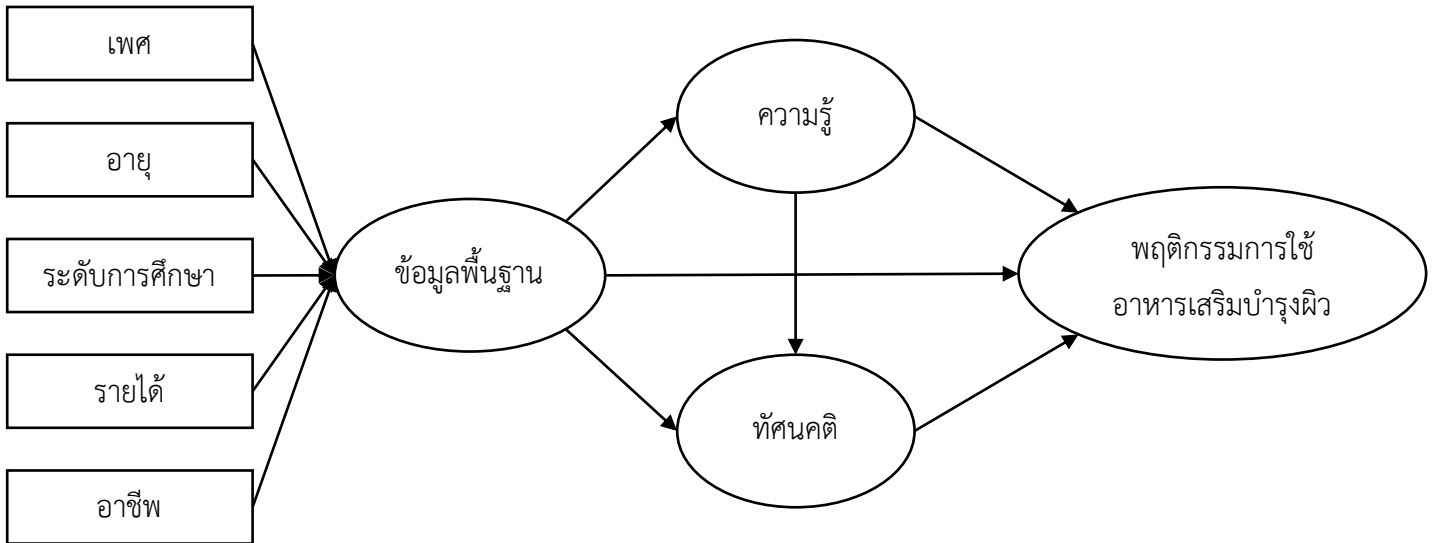 เพศ
อายุ
ระดับการศึกษา
รายได้
อาชีพ
ข้อมูลพื้นฐาน
ความรู้
ทัศนคติ
พฤติกรรมการใช้
อาหารเสริมบำรุงผิว